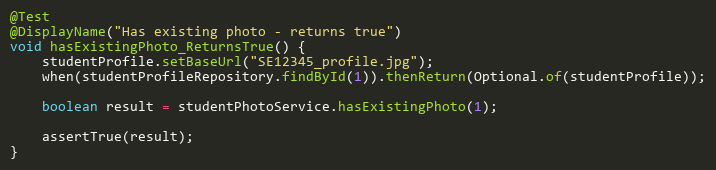 @Test
@DisplayName("Has existing photo - returns true")
void hasExistingPhoto_ReturnsTrue() {
    studentProfile.setBaseUrl("SE12345_profile.jpg");
    when(studentProfileRepository.findById(1)).thenReturn(Optional.of(studentProfile));
    boolean result = studentPhotoService.hasExistingPhoto(1);
    assertTrue(result);
}